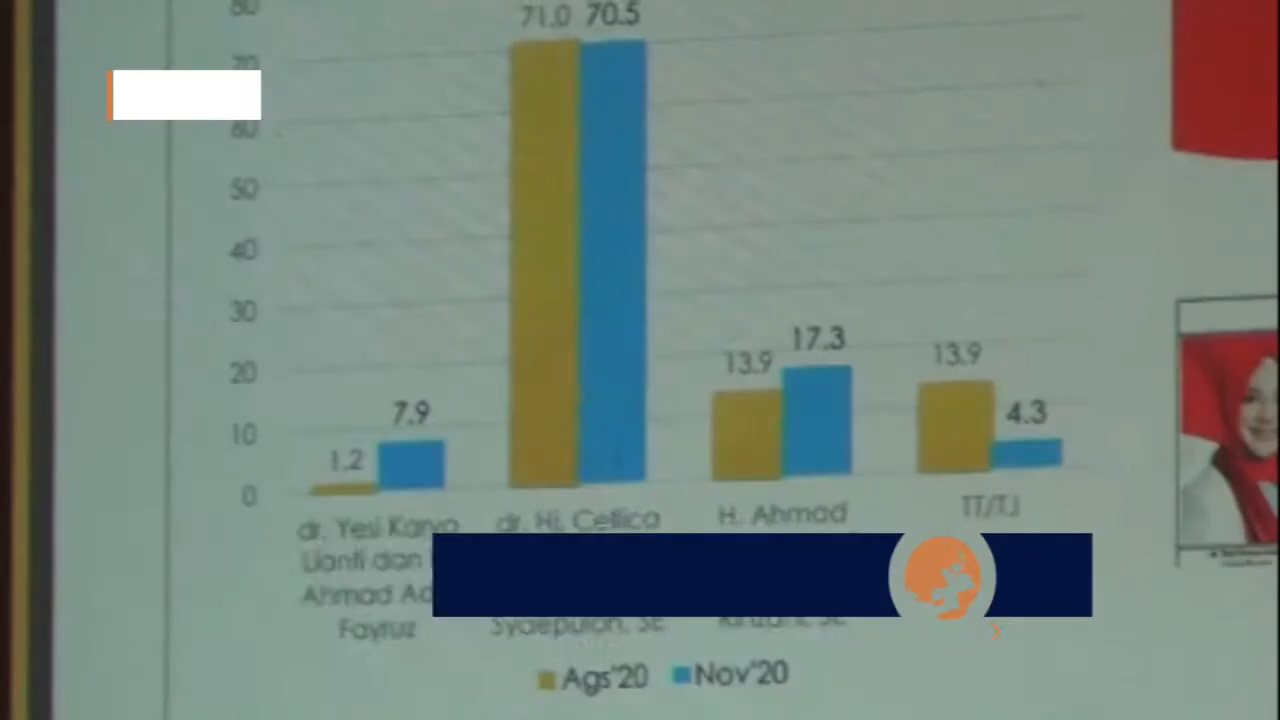 80
71.0 70.5
70
60
50
40
30
20
10
0
1.2
7.9
13.9
17.3
13.9
4.3
dr. Yesi Karya
Lianti dan
Ahmad Ad
Fayruz
dr. Hj. Cellica
Syaepuloh, SE
H. Ahmad
TT/TJ
Ags'20 Nov'20